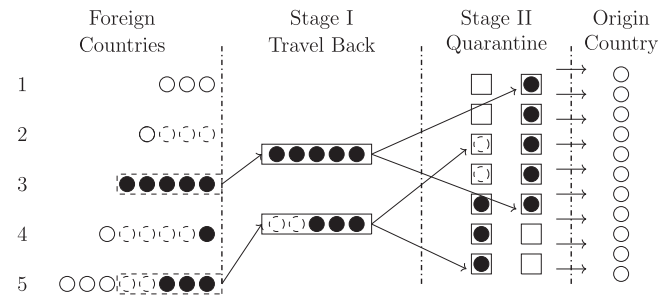 Foreign Countries
Stage I Travel Back
Stage II Quarantine
Origin Country
1
2
3
4
5